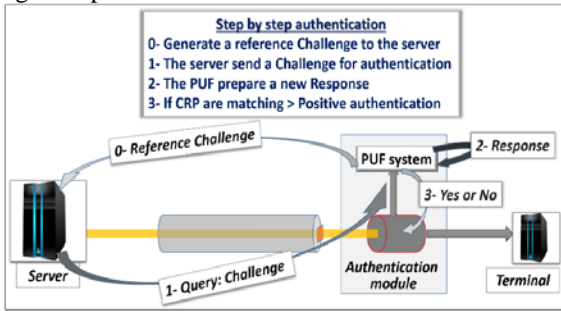 Step by step authentication
0- Generate a reference Challenge to the server
1- The server send a Challenge for authentication
2- The PUF prepare a new Response
3- If CRP are matching > Positive authentication
0- Reference Challenge
PUF system
2- Response
3- Yes or No
Server
1- Query: Challenge
Authentication
module
Terminal